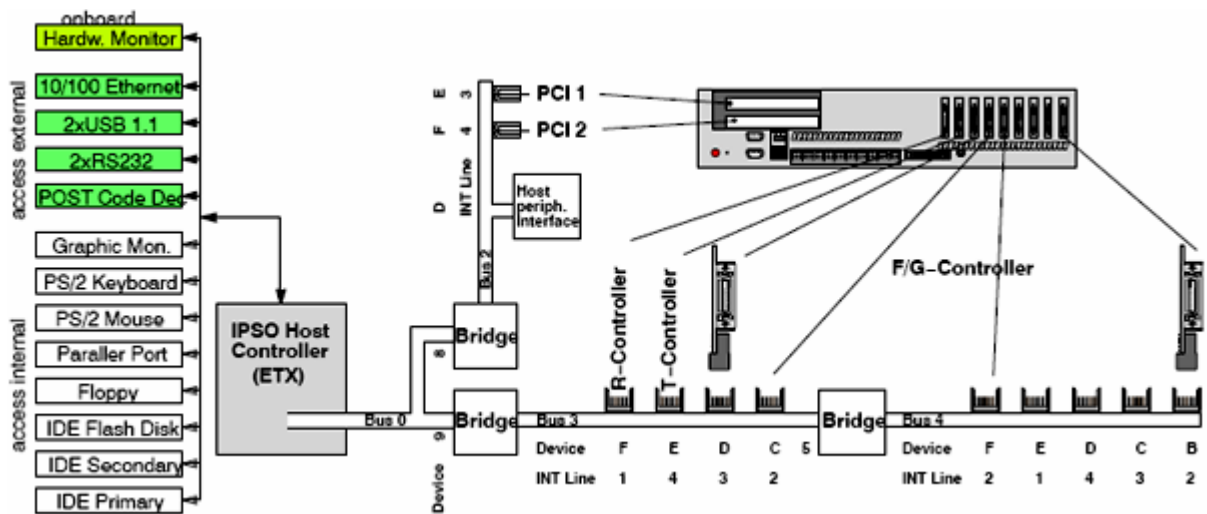 onboard
Hardw. Monitor
access external
10/100 Ethernet
2xUSB 1.1
2xRS232
POST Code Dec
access internal
Graphic Mon.
PS/2 Keyboard
PS/2 Mouse
Paraller Port
Floppy
IDE Flash Disk
IDE Secondary
IDE Primary
IPSO Host
Controller
(ETX)
E 3 PCI 1
F 4 PCI 2
D INT Line
Host
periph.
Interface
Bus 2
Bridge
8
Bus 0
Bridge
9
Device
R-Controller
T-Controller
F/G-Controller
Bus 3
Bridge
Bus 4
Device F E D C 5 Device F E D C B
INT Line 1 4 3 2 INT Line 2 1 4 3 2